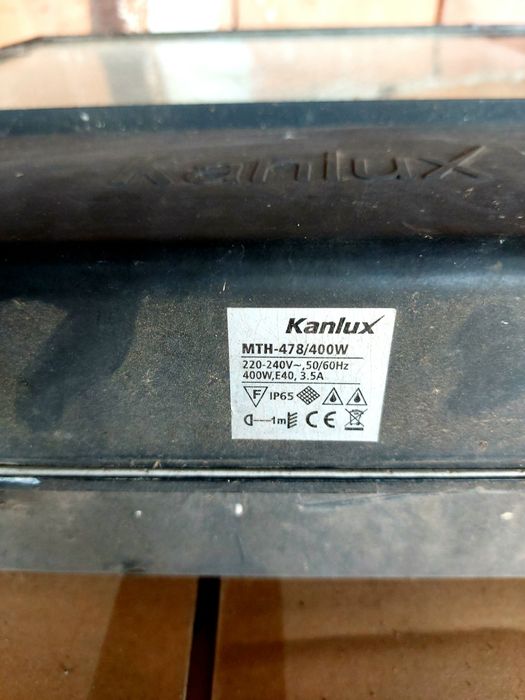 Kanlux
Kanlux
MTH-478/400W
220-240V~,50/60Hz
400W,E40, 3.5A
F IP65
1m CE